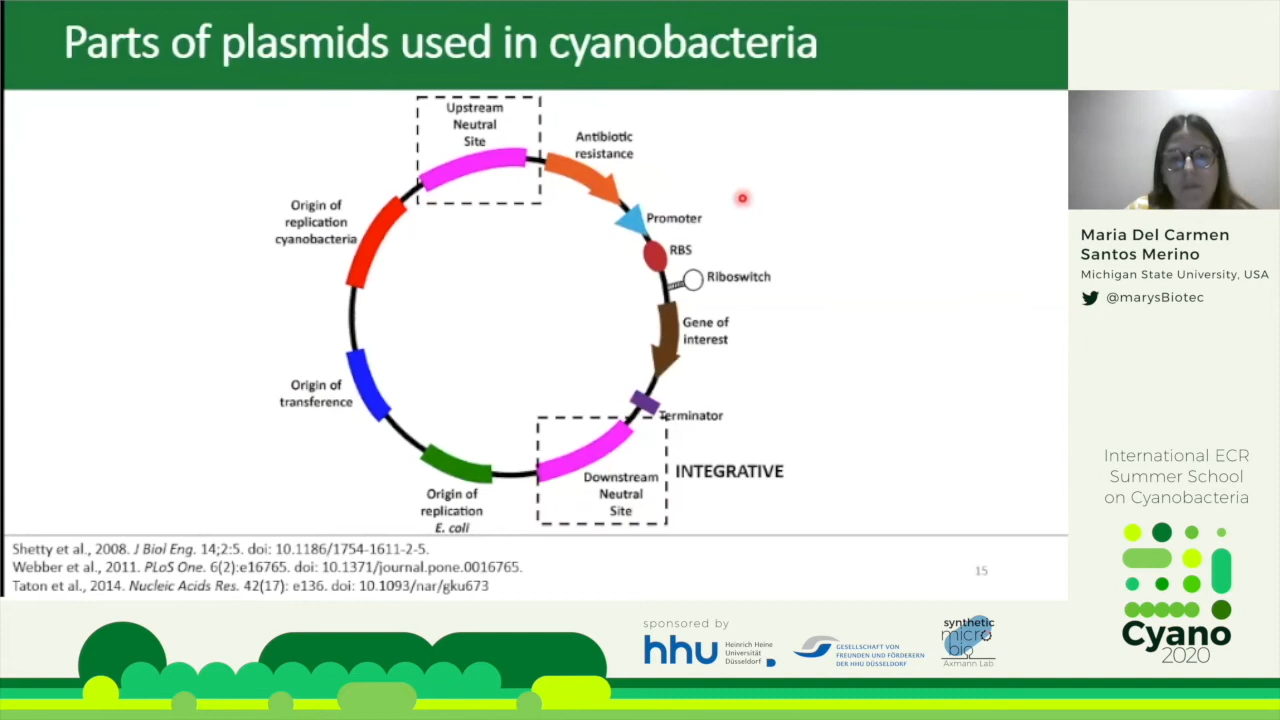 Parts of plasmids used in cyanobacteria
Upstream
Neutral
Site
Antibiotic
resistance
Promoter
RBS
Riboswitch
Gene of
interest
Terminator
Downstream
Neutral
Site
INTEGRATIVE
Origin of
replication
E. coli
Origin of
transference
Origin of
replication
cyanobacteria
Shetty et al., 2008. J Biol Eng. 14;2:5. doi: 10.1186/1754-1611-2-5.
Webber et al., 2011. PLoS One. 6(2):e16765. doi: 10.1371/journal.pone.0016765.
Taton et al., 2014. Nucleic Acids Res. 42(17): e136. doi: 10.1093/nar/gku673
15
Maria Del Carmen
Santos Merino
Michigan State University, USA
@marysBiotec
International ECR
Summer School
on Cyanobacteria
Cyano
2020
sponsored by
hhu
Heinrich Heine
Universität
Düsseldorf
GESELLSCHAFT VON
FREUNDEN UND FÖRDERERN
DER HHU DÜSSELDORF
synthetic
micro
bio
Axmann Lab